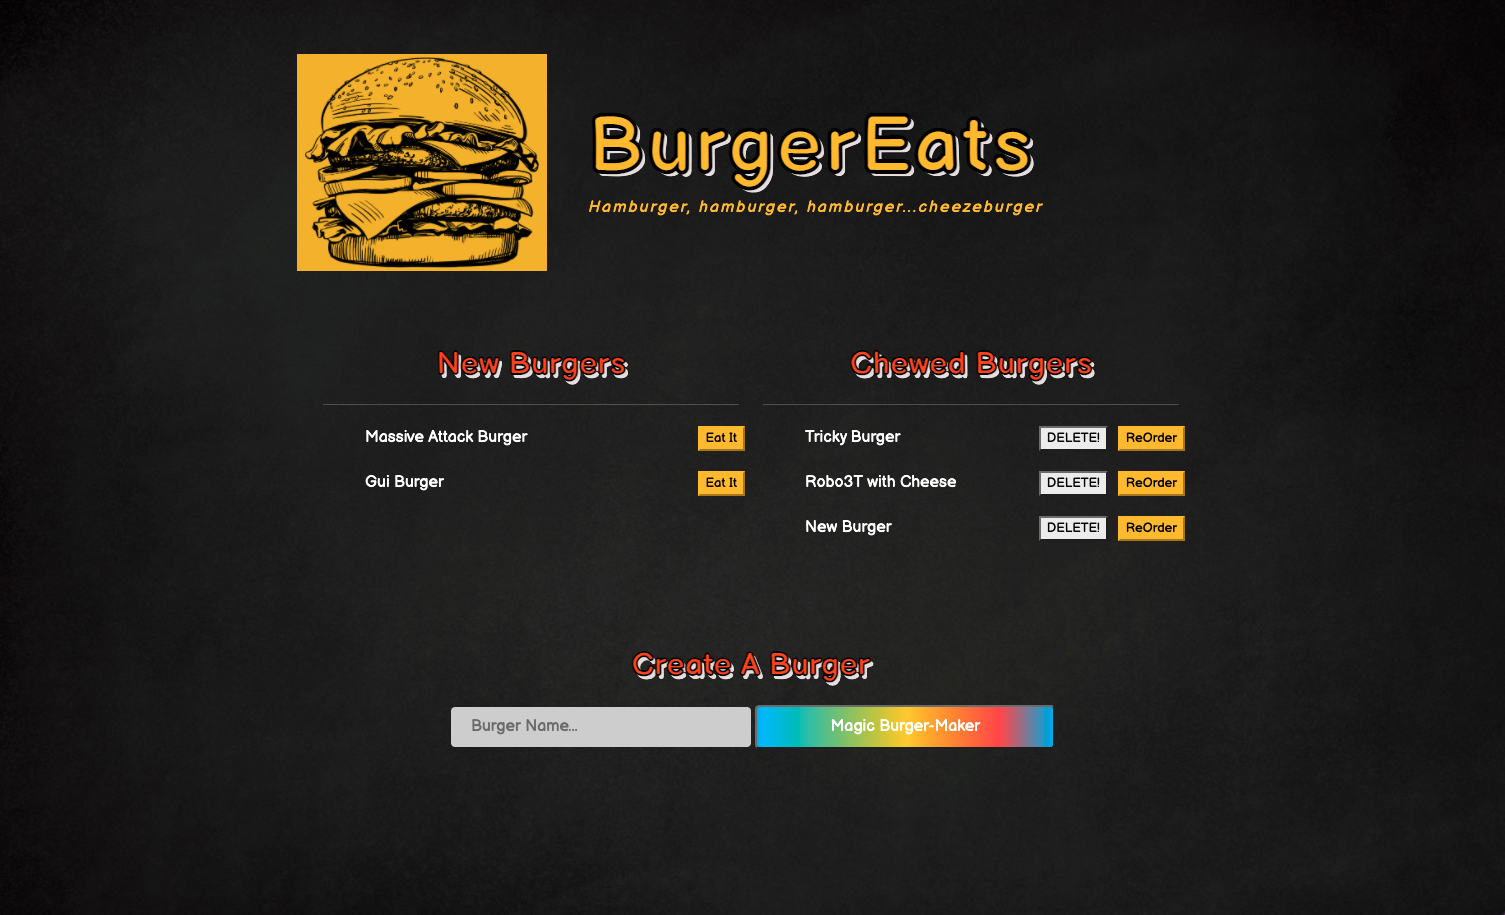 BurgerEats
Hamburger, hamburger, hamburger...cheezeburger
New Burgers
Massive Attack Burger Eat It
Gui Burger Eat It
Chewed Burgers
Tricky Burger DELETE! ReOrder
Robo3T with Cheese DELETE! ReOrder
New Burger DELETE! ReOrder
Create A Burger
Burger Name... Magic Burger-Maker